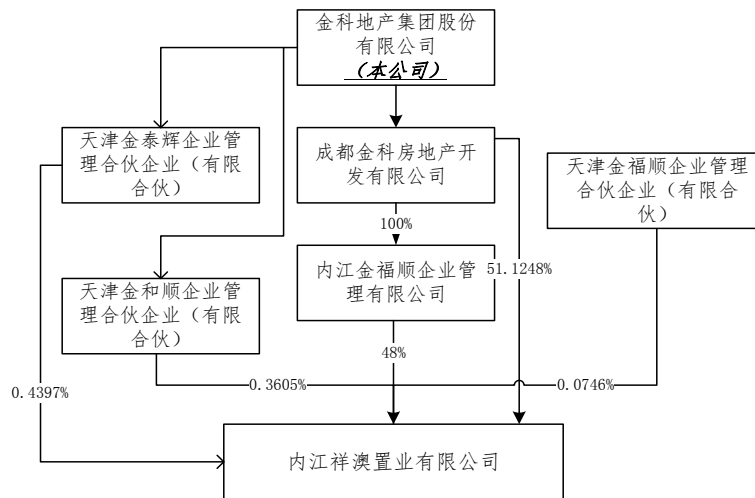 金科地产集团股份
有限公司
（本公司）
天津金泰辉企业管
理合伙企业（有限
合伙）
成都金科房地产开
发有限公司
天津金福顺企业管理
合伙企业（有限合
伙）
100%
51.1248%
天津金和顺企业管
理合伙企业（有限
合伙）
内江金福顺企业管
理有限公司
48%
0.4397%
0.3605%
0.0746%
内江祥澳置业有限公司